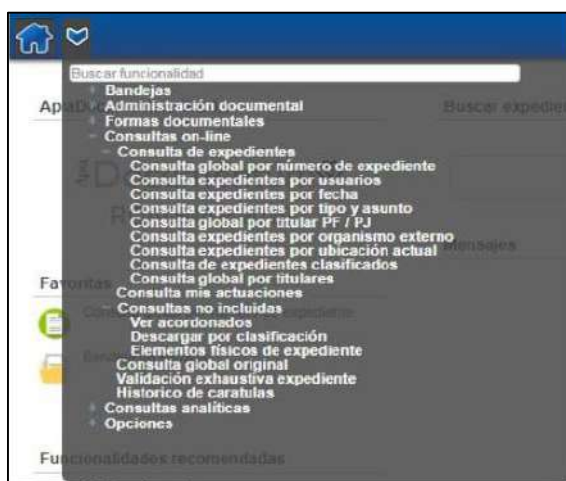 Buscar funcionalidad
Bandejas
Administración documental
Formas documentales
Consultas on-line
Consulta de expedientes
Consulta global por número de expediente
Consulta expedientes por usuarios
Consulta expedientes por fecha
Consulta expedientes por tipo y asunto
Consulta global por titular PF / PJ
Consulta expedientes por organismo externo
Consulta expedientes por ubicación actual
Consulta de expedientes clasificados
Consulta global por titulares
Consulta mis actuaciones
Consultas no incluidas
Ver acordonados
Descargar por clasificación
Elementos físicos de expediente
Consulta global original
Validación exhaustiva expediente
Historico de caratulas
Consultas analíticas
Opciones
Buscar
Mensajes
Favoritas
Funcionalidades recomendadas